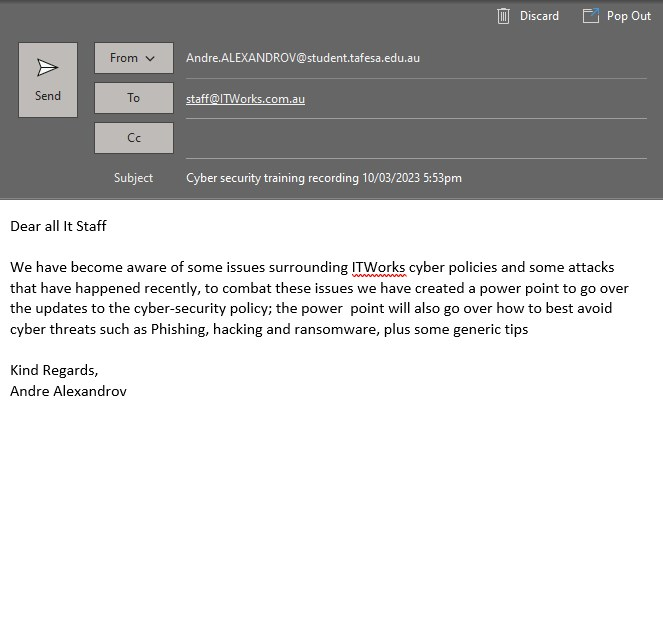 Discard Pop Out
From Andre.ALEXANDROV@student.tafesa.edu.au
Send
To staff@ITWorks.com.au
Cc
Subject Cyber security training recording 10/03/2023 5:53pm
Dear all It Staff
We have become aware of some issues surrounding ITWorks cyber policies and some attacks
that have happened recently, to combat these issues we have created a power point to go over
the updates to the cyber-security policy; the power  point will also go over how to best avoid
cyber threats such as Phishing, hacking and ransomware, plus some generic tips
Kind Regards,
Andre Alexandrov